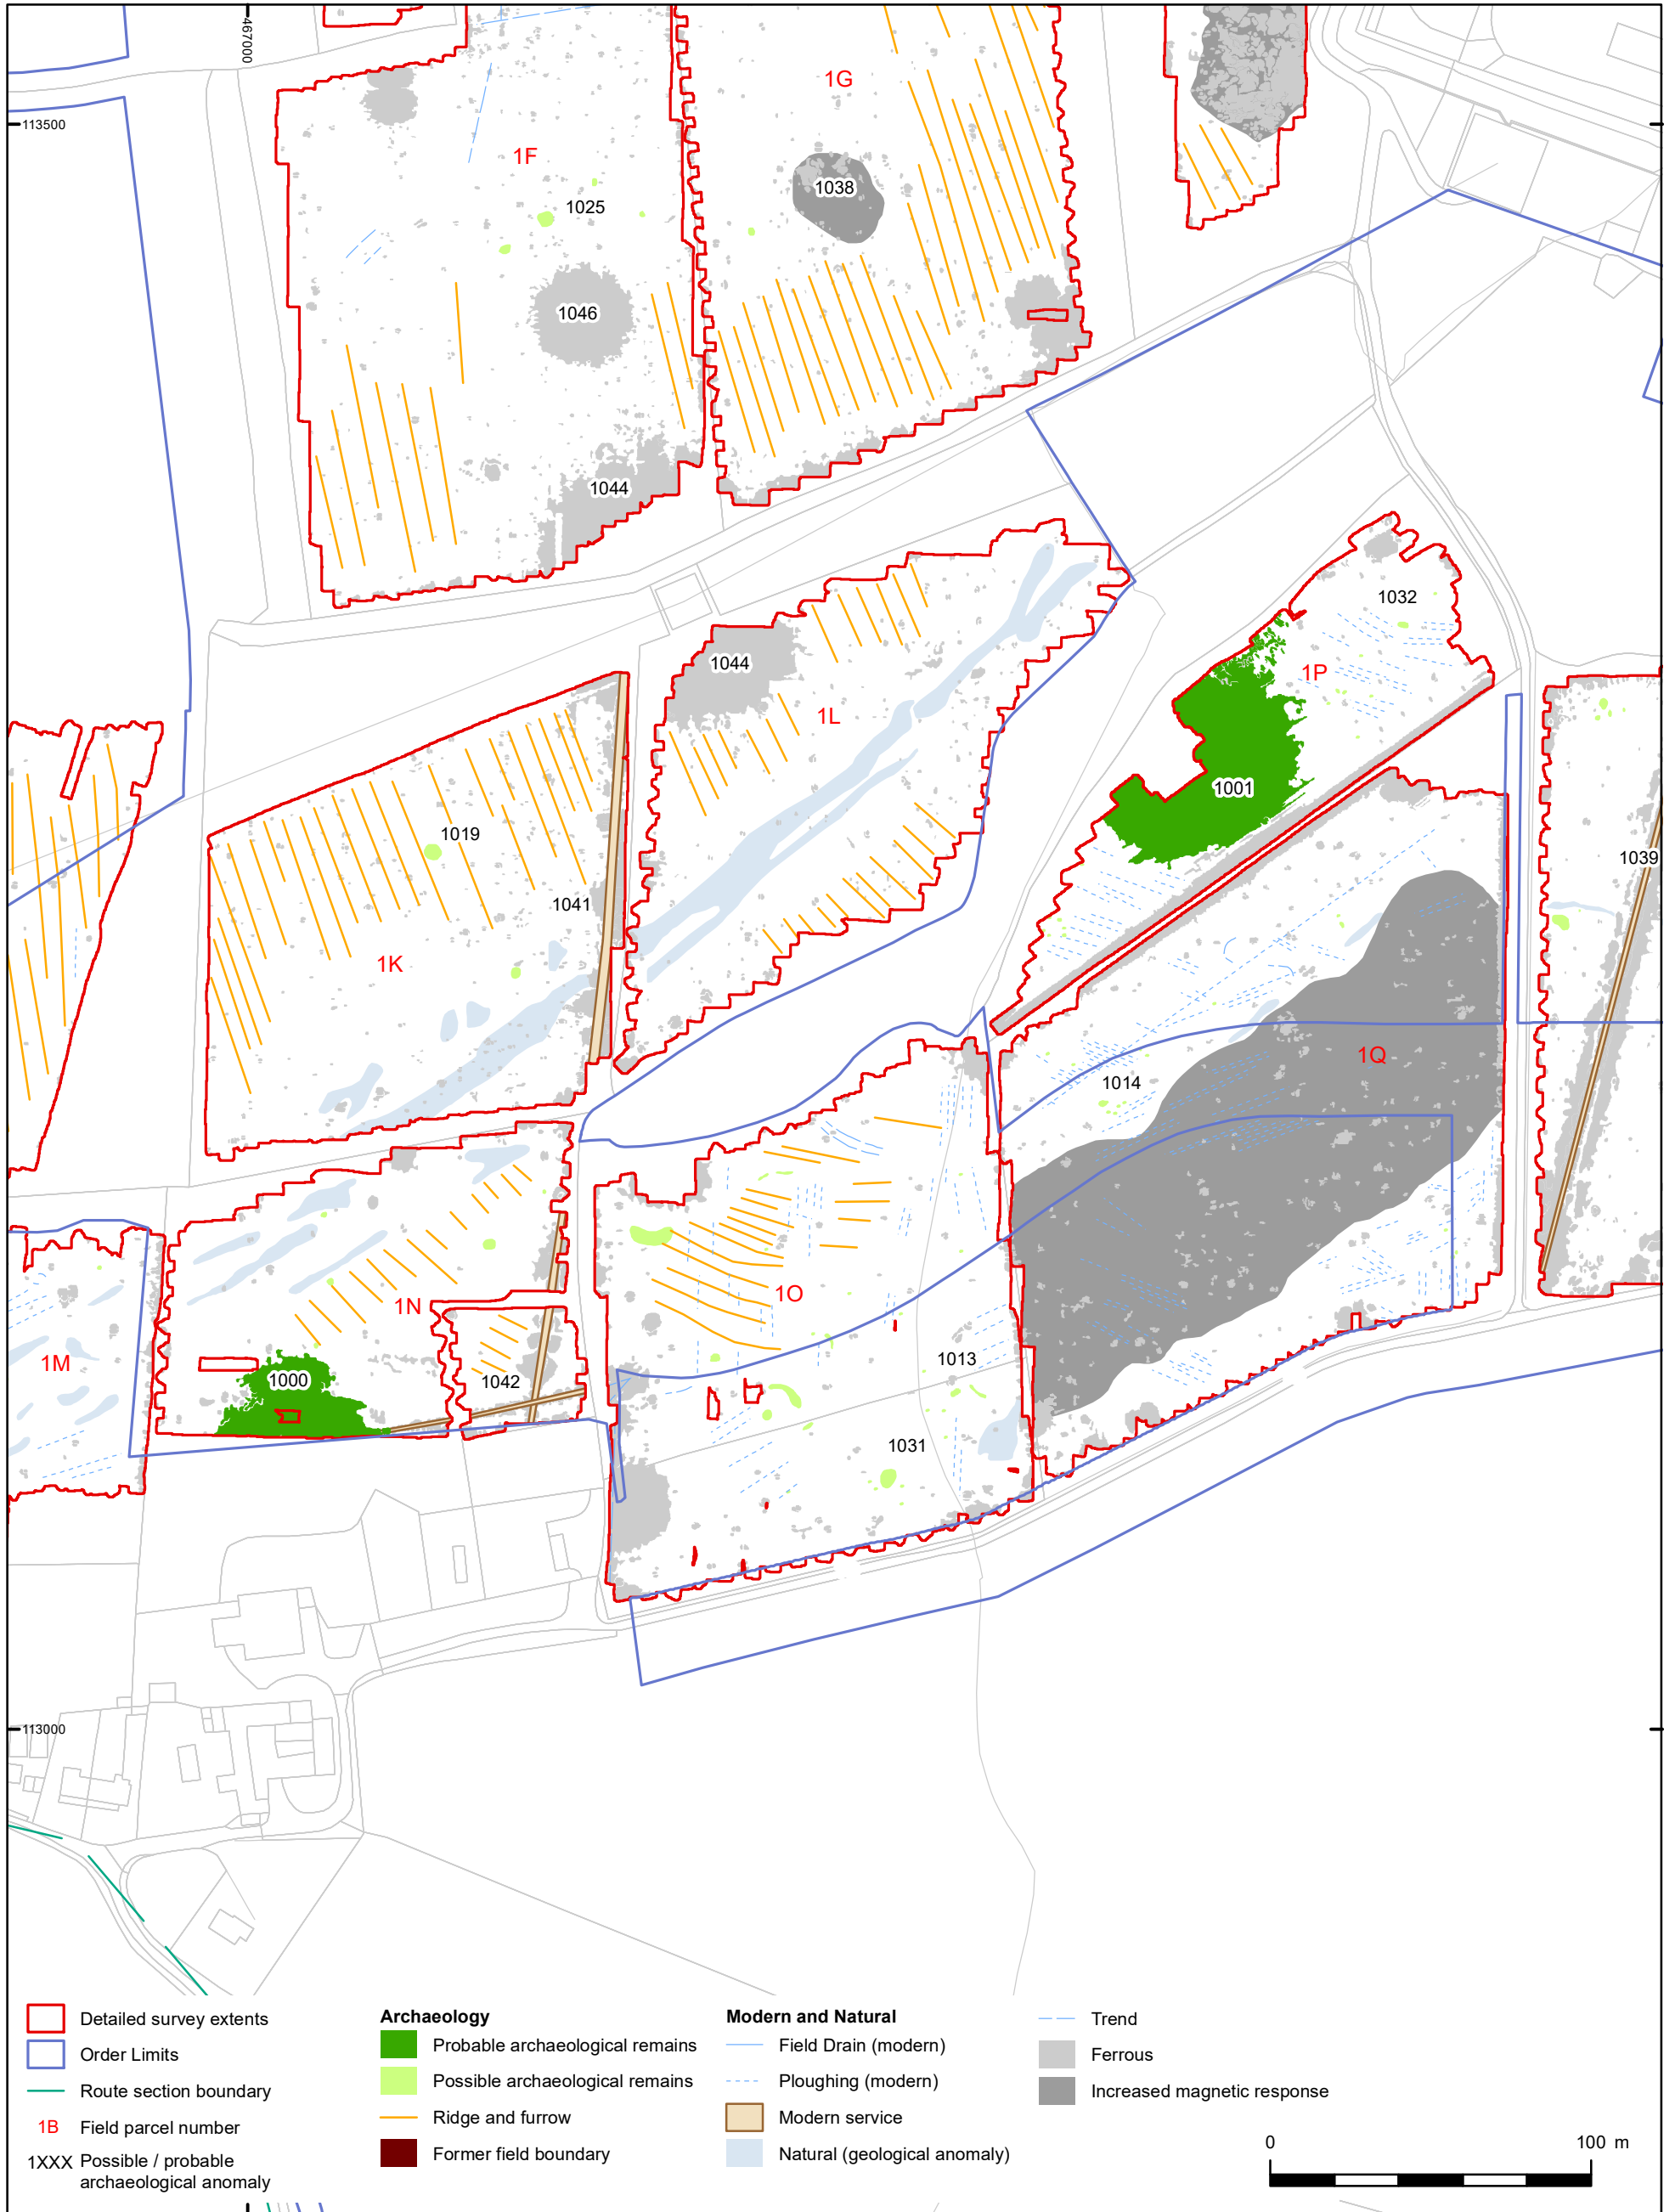 467000
1G
113500
1F
1038
1025
1046
1044
1032
1P
1044
1L
1001
1019
1039
1041
1K
1Q
1014
1O
1N
1013
1M
1000
1042
1031
113000
Detailed survey extents
Order Limits
Route section boundary
1B Field parcel number
1XXX Possible / probable
archaeological anomaly
Archaeology
Probable archaeological remains
Possible archaeological remains
Ridge and furrow
Former field boundary
Modern and Natural
Field Drain (modern)
Ploughing (modern)
Modern service
Natural (geological anomaly)
Trend
Ferrous
Increased magnetic response
0 100 m